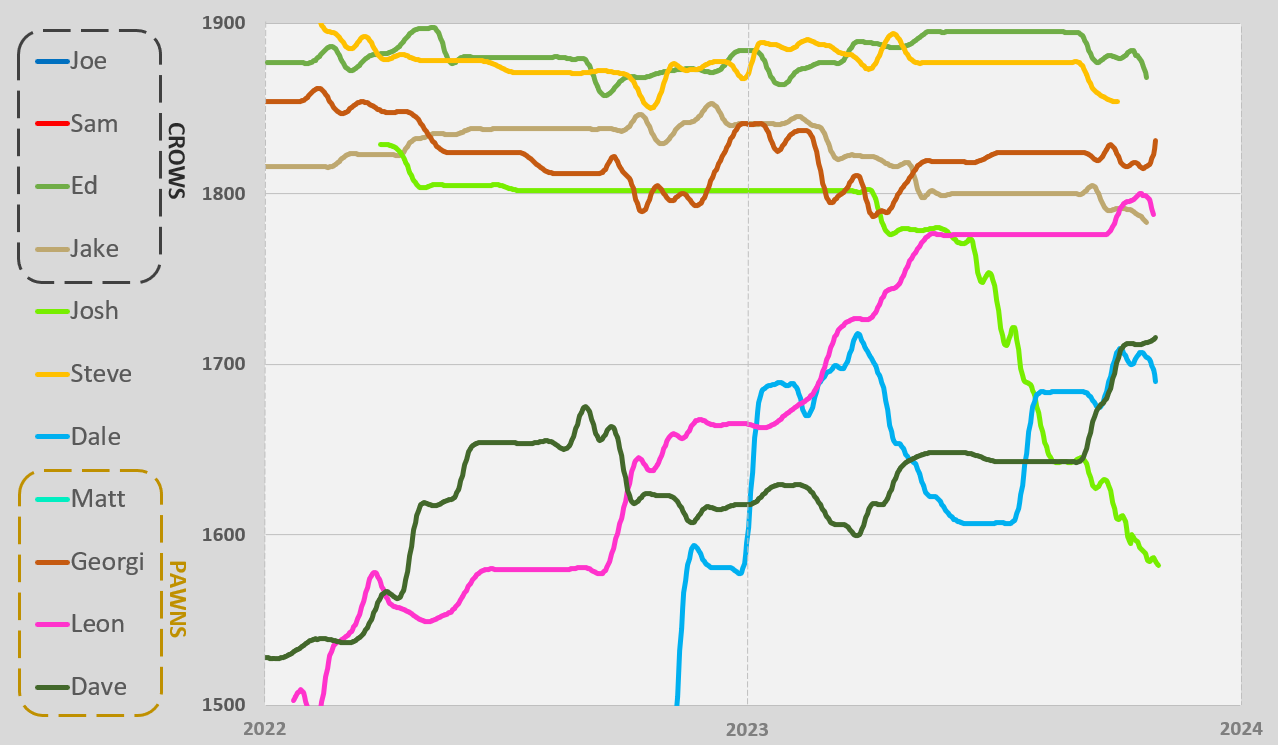 1900
1800
1700
1600
1500
2022
2023
2024
Joe
Sam
Ed
Jake
CROWS
Josh
Steve
Dale
Matt
Georgi
Leon
Dave
PAWNS